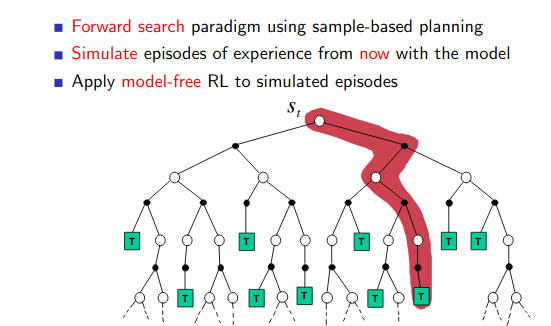 Forward search paradigm using sample-based planning
Simulate episodes of experience from now with the model
Apply model-free RL to simulated episodes
S_t
T T T T T
T T T T T